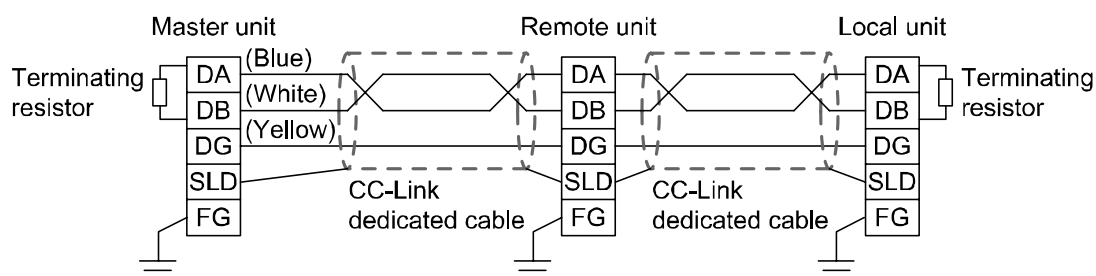 Master unit
Remote unit
Local unit
Terminating
resistor
DA
DB
DG
SLD
FG
(Blue)
(White)
(Yellow)
CC-Link
dedicated cable
DA
DB
DG
SLD
FG
CC-Link
dedicated cable
DA
DB
DG
SLD
FG
Terminating
resistor